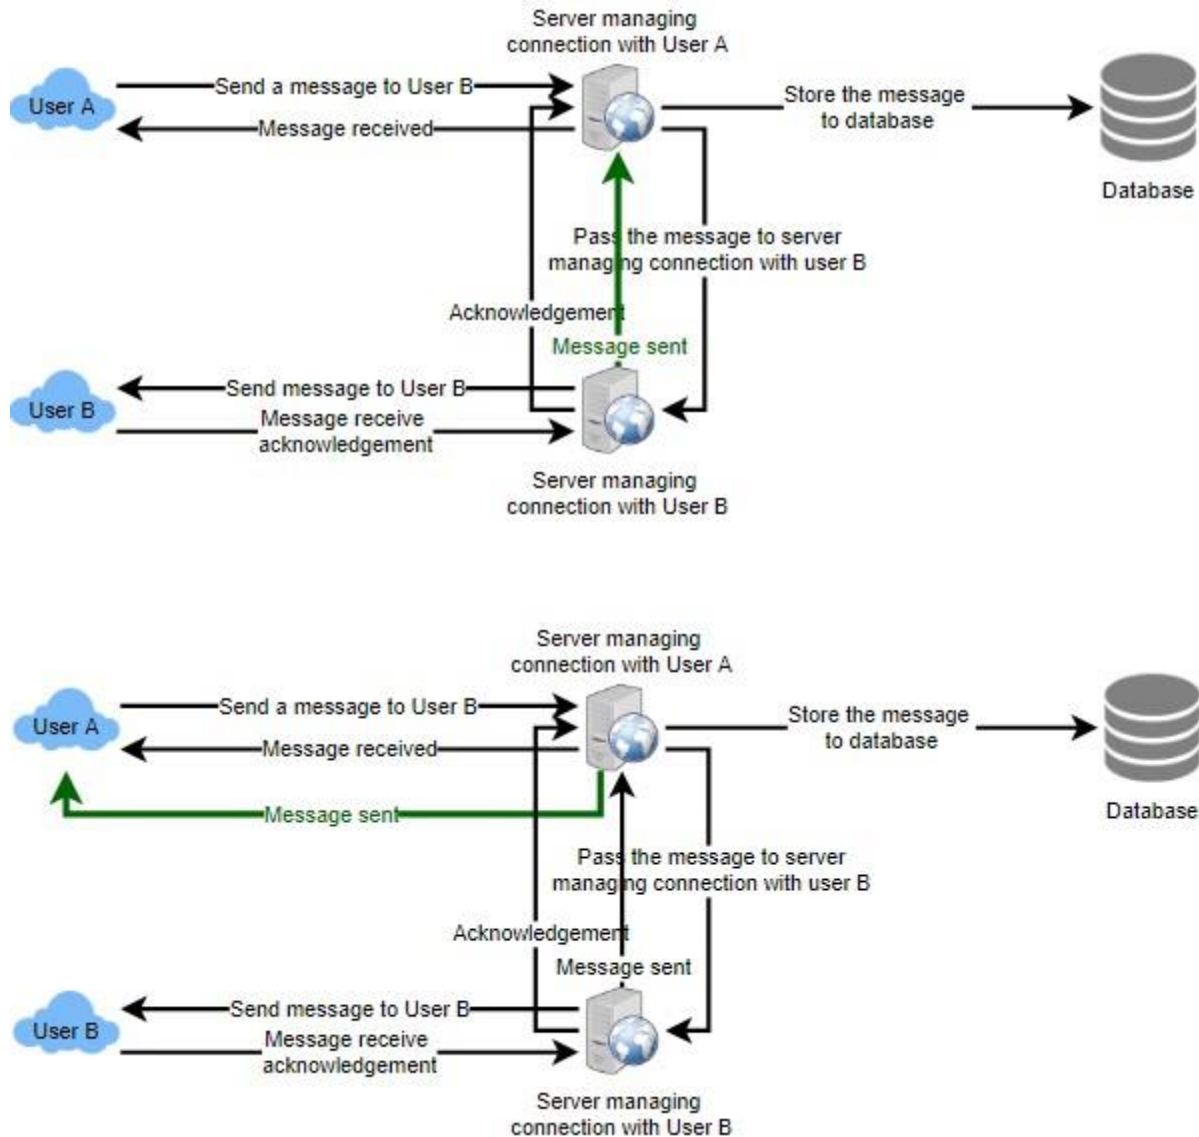 Server managing
connection with User A
Send a message to User B
User A
Message received
Store the message
to database
Database
Pass the message to server
managing connection with user B
Acknowledgement
Message sent
Send message to User B
User B
Message receive
acknowledgement
Server managing
connection with User B
Server managing
connection with User A
Send a message to User B
User A
Message received
Store the message
to database
Database
Message sent
Pass the message to server
managing connection with user B
Acknowledgement
Message sent
Send message to User B
User B
Message receive
acknowledgement
Server managing
connection with User B